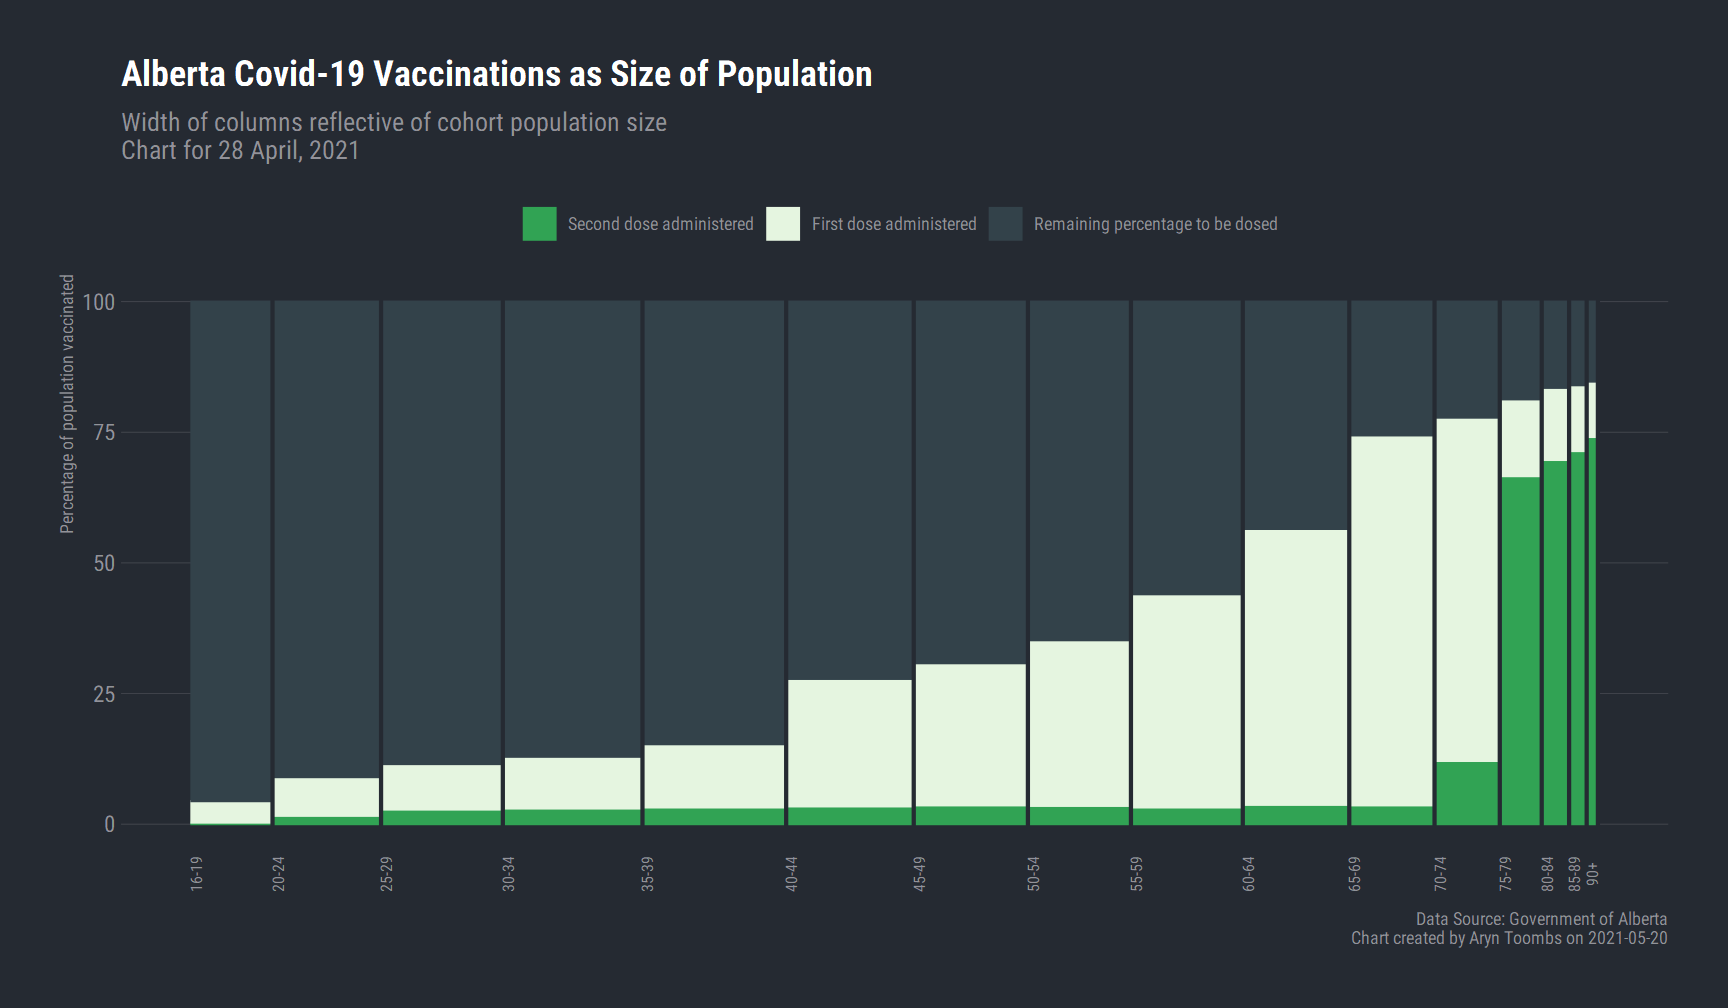 Alberta Covid-19 Vaccinations as Size of Population
Width of columns reflective of cohort population size
Chart for 28 April, 2021
Second dose administered
First dose administered
Remaining percentage to be dosed
Percentage of population vaccinated
100
75
50
25
0
16-19
20-24
25-29
30-34
35-39
40-44
45-49
50-54
55-59
60-64
65-69
70-74
75-79
80-84
85-89
90+
Data Source: Government of Alberta
Chart created by Aryn Toombs on 2021-05-20